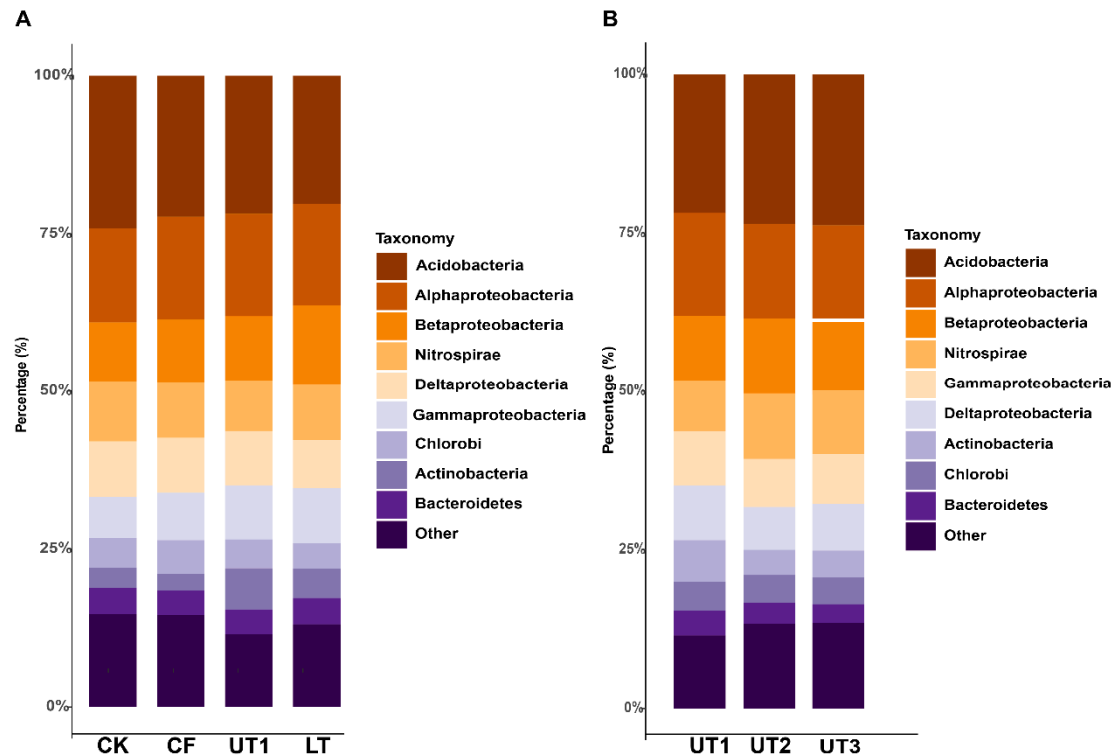 A
100%
75%
50%
25%
0%
Percentage (%)
CK CF UT1 LT
Taxonomy
Acidobacteria
Alphaproteobacteria
Betaproteobacteria
Nitrospirae
Deltaproteobacteria
Gammaproteobacteria
Chlorobi
Actinobacteria
Bacteroidetes
Other
B
100%
75%
50%
25%
0%
Percentage (%)
UT1 UT2 UT3
Taxonomy
Acidobacteria
Alphaproteobacteria
Betaproteobacteria
Nitrospirae
Gammaproteobacteria
Deltaproteobacteria
Actinobacteria
Chlorobi
Bacteroidetes
Other